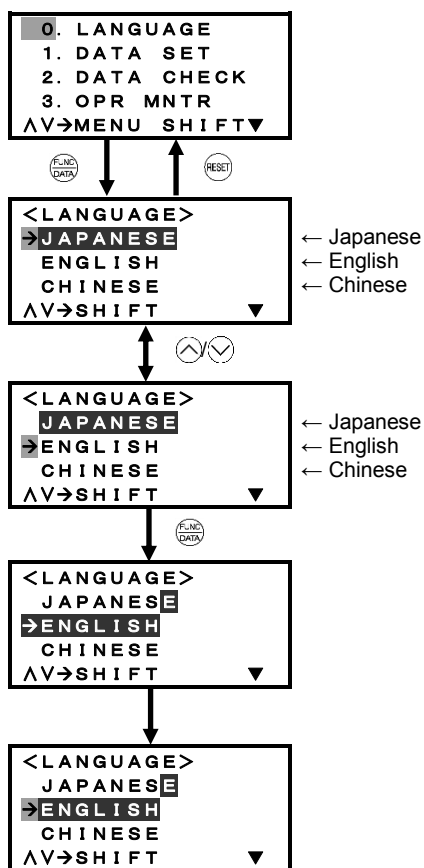 0. LANGUAGE
1. DATA SET
2. DATA CHECK
3. OPR MNTR
∧∨→MENU SHIFT▼
FUNC
DATA
RESET
<LANGUAGE>
→JAPANESE ← Japanese
ENGLISH ← English
CHINESE ← Chinese
∧∨→SHIFT ▼
∧/∨
<LANGUAGE>
JAPANESE ← Japanese
→ENGLISH ← English
CHINESE ← Chinese
∧∨→SHIFT ▼
FUNC
DATA
<LANGUAGE>
JAPANESE
→ENGLISH
CHINESE
∧∨→SHIFT ▼
<LANGUAGE>
JAPANESE
→ENGLISH
CHINESE
∧∨→SHIFT ▼